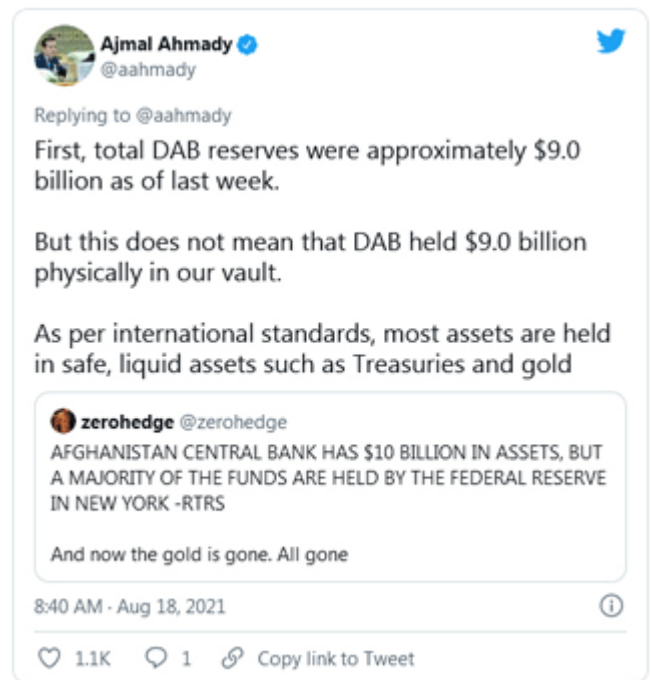 Ajmal Ahmady
@aahmady
Replying to @aahmady
First, total DAB reserves were approximately $9.0
billion as of last week.
But this does not mean that DAB held $9.0 billion
physically in our vault.
As per international standards, most assets are held
in safe, liquid assets such as Treasuries and gold
zerohedge @zerohedge
AFGHANISTAN CENTRAL BANK HAS $10 BILLION IN ASSETS, BUT
A MAJORITY OF THE FUNDS ARE HELD BY THE FEDERAL RESERVE
IN NEW YORK -RTRS
And now the gold is gone. All gone
8:40 AM · Aug 18, 2021
1.1K 1 Copy link to Tweet